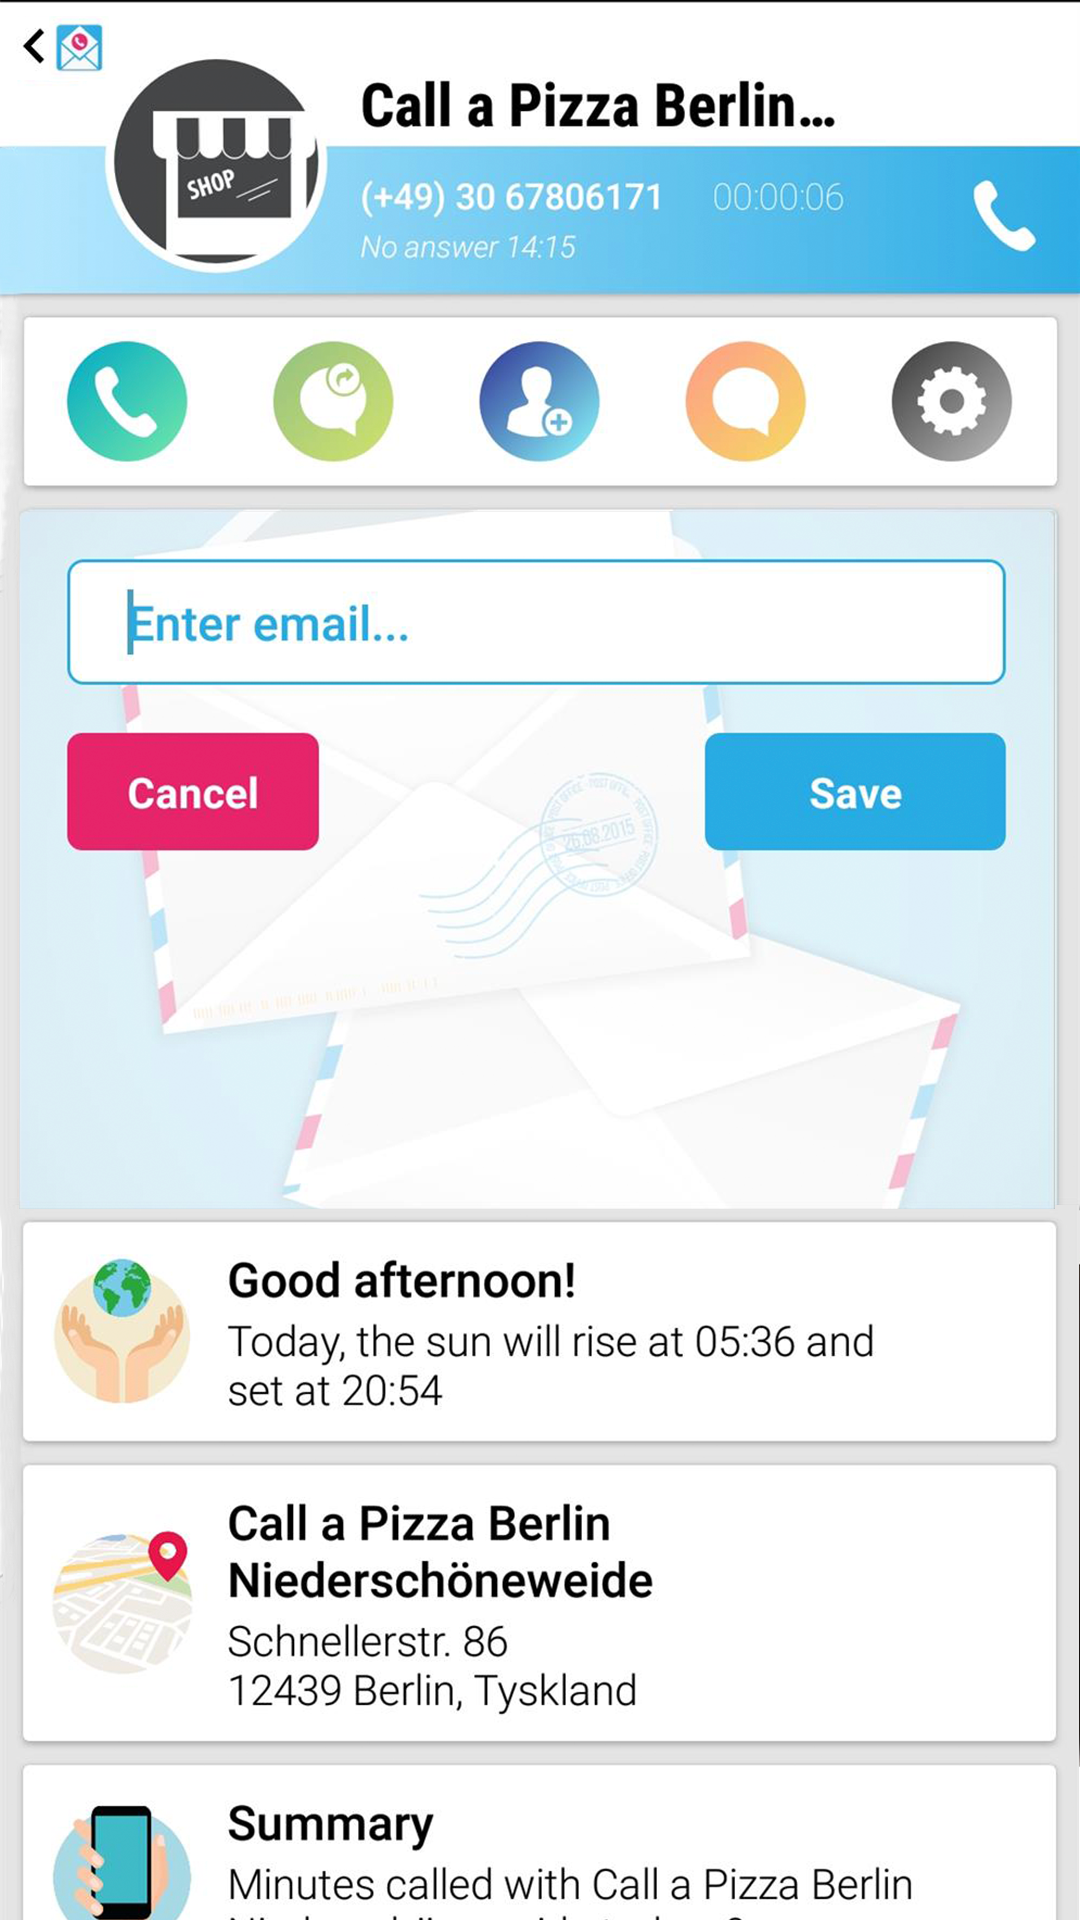 Call a Pizza Berlin...
SHOP
(+49) 30 67806171 00:00:06
No answer 14:15
Enter email...
Cancel
Save
26.08.2015
Good afternoon!
Today, the sun will rise at 05:36 and
set at 20:54
Call a Pizza Berlin
Niederschöneweide
Schnellerstr. 86
12439 Berlin, Tyskland
Summary
Minutes called with Call a Pizza Berlin